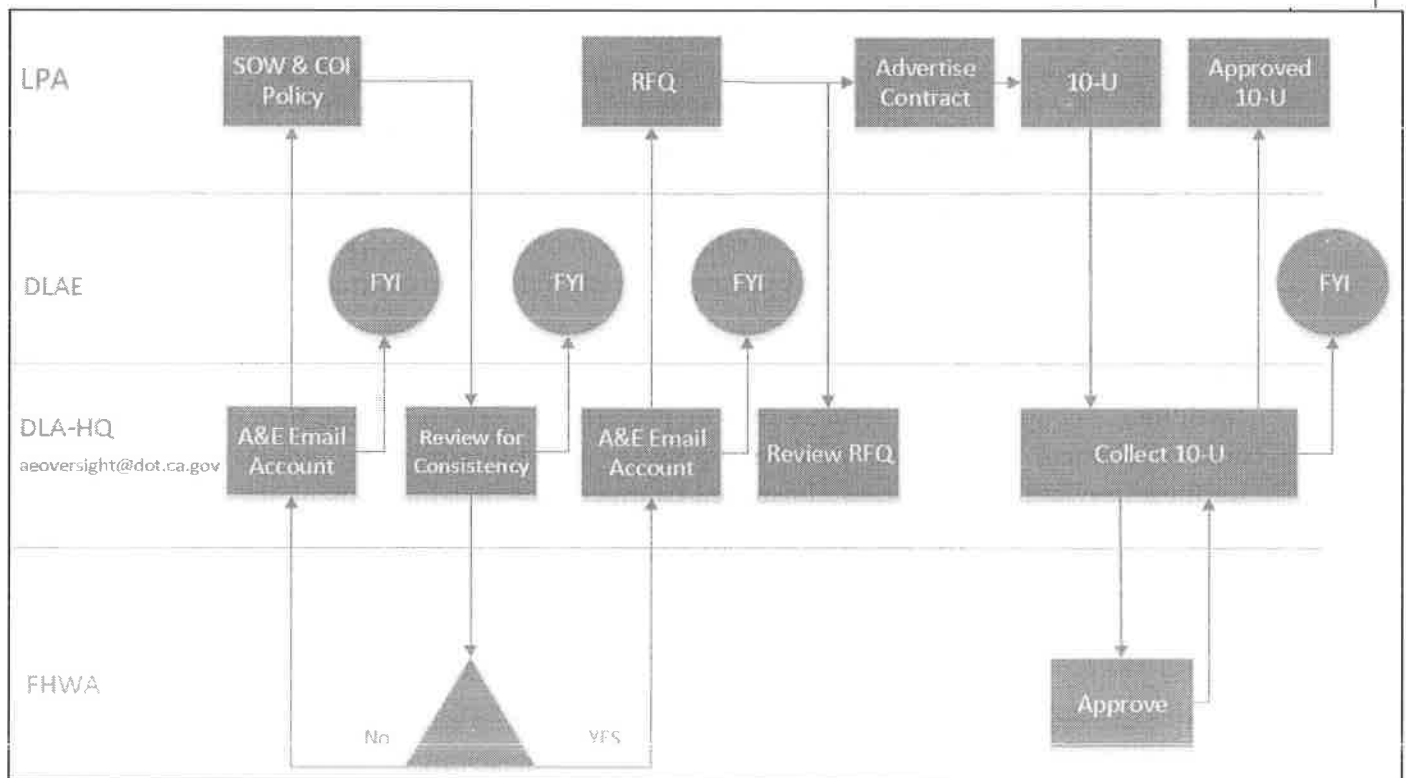 LPA
SOW & COI
Policy
RFQ
Advertise
Contract
10-U
Approved
10-U
DLAE
FYI
FYI
FYI
FYI
DLA-HQ
aeoversight@dot.ca.gov
A&E Email
Account
Review for
Consistency
A&E Email
Account
Review RFQ
Collect 10-U
FHWA
No
YES
Approve